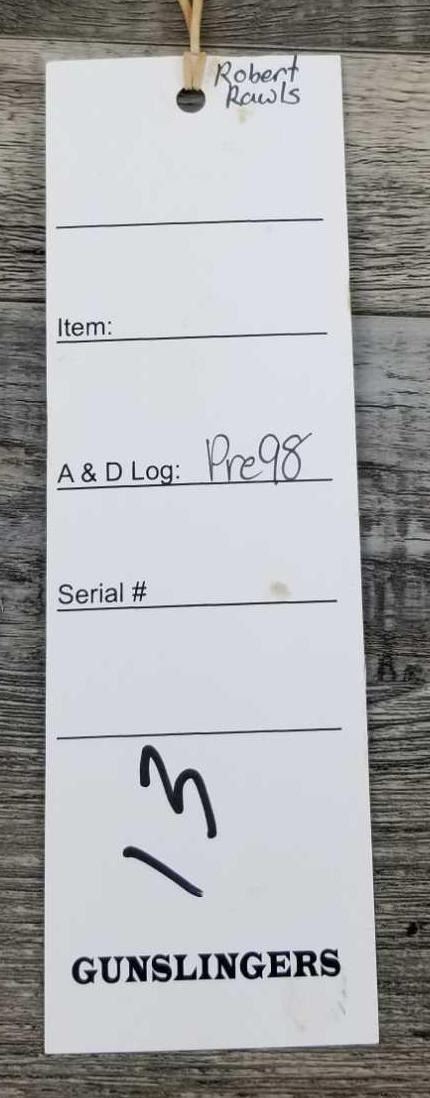 Robert
Rawls
Item:
A & D Log: Pre98
Serial #
13
GUNSLINGERS